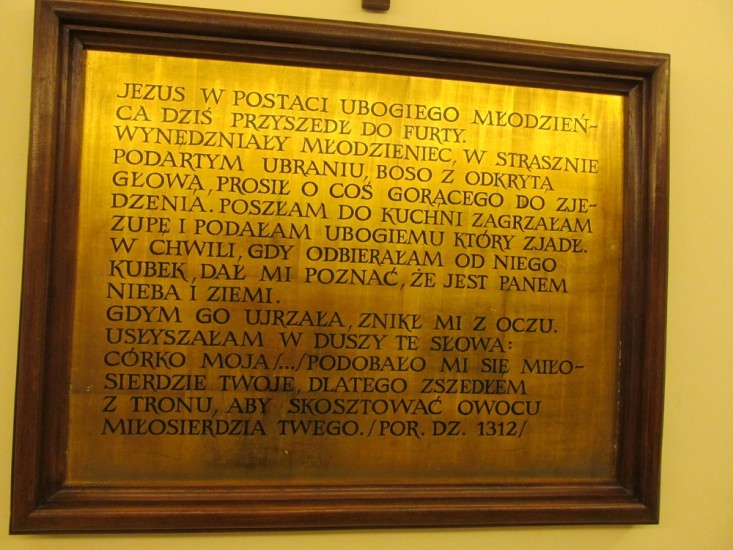 JEZUS W POSTACI UBOGIEGO MŁODZIEŃ-
CA DZIŚ PRZYSZEDŁ DO FURTY.
WYNĘDZNIAŁY MŁODZIENIEC, W STRASZNIE
PODARTYM UBRANIU, BOSO Z ODKRYTĄ
GŁOWĄ, PROSIŁ O COŚ GORĄCEGO DO ZJE-
DZENIA. POSZŁAM DO KUCHNI ZAGRZAŁAM
ZUPĘ I PODAŁAM UBOGIEMU KTÓRY ZJADŁ.
W CHWILI, GDY ODBIERAŁAM OD NIEGO
KUBEK, DAŁ MI POZNAĆ, ŻE JEST PANEM
NIEBA I ZIEMI.
GDYM GO UJRZAŁA, ZNIKŁ MI Z OCZU.
USŁYSZAŁAM W DUSZY TE SŁOWA:
CÓRKO MOJA /.../ PODOBAŁO MI SIĘ MIŁO-
SIERDZIE TWOJE, DLATEGO ZSZEDŁEM
Z TRONU, ABY SKOSZTOWAĆ OWOCU
MIŁOSIERDZIA TWEGO. /POR. DZ. 1312/